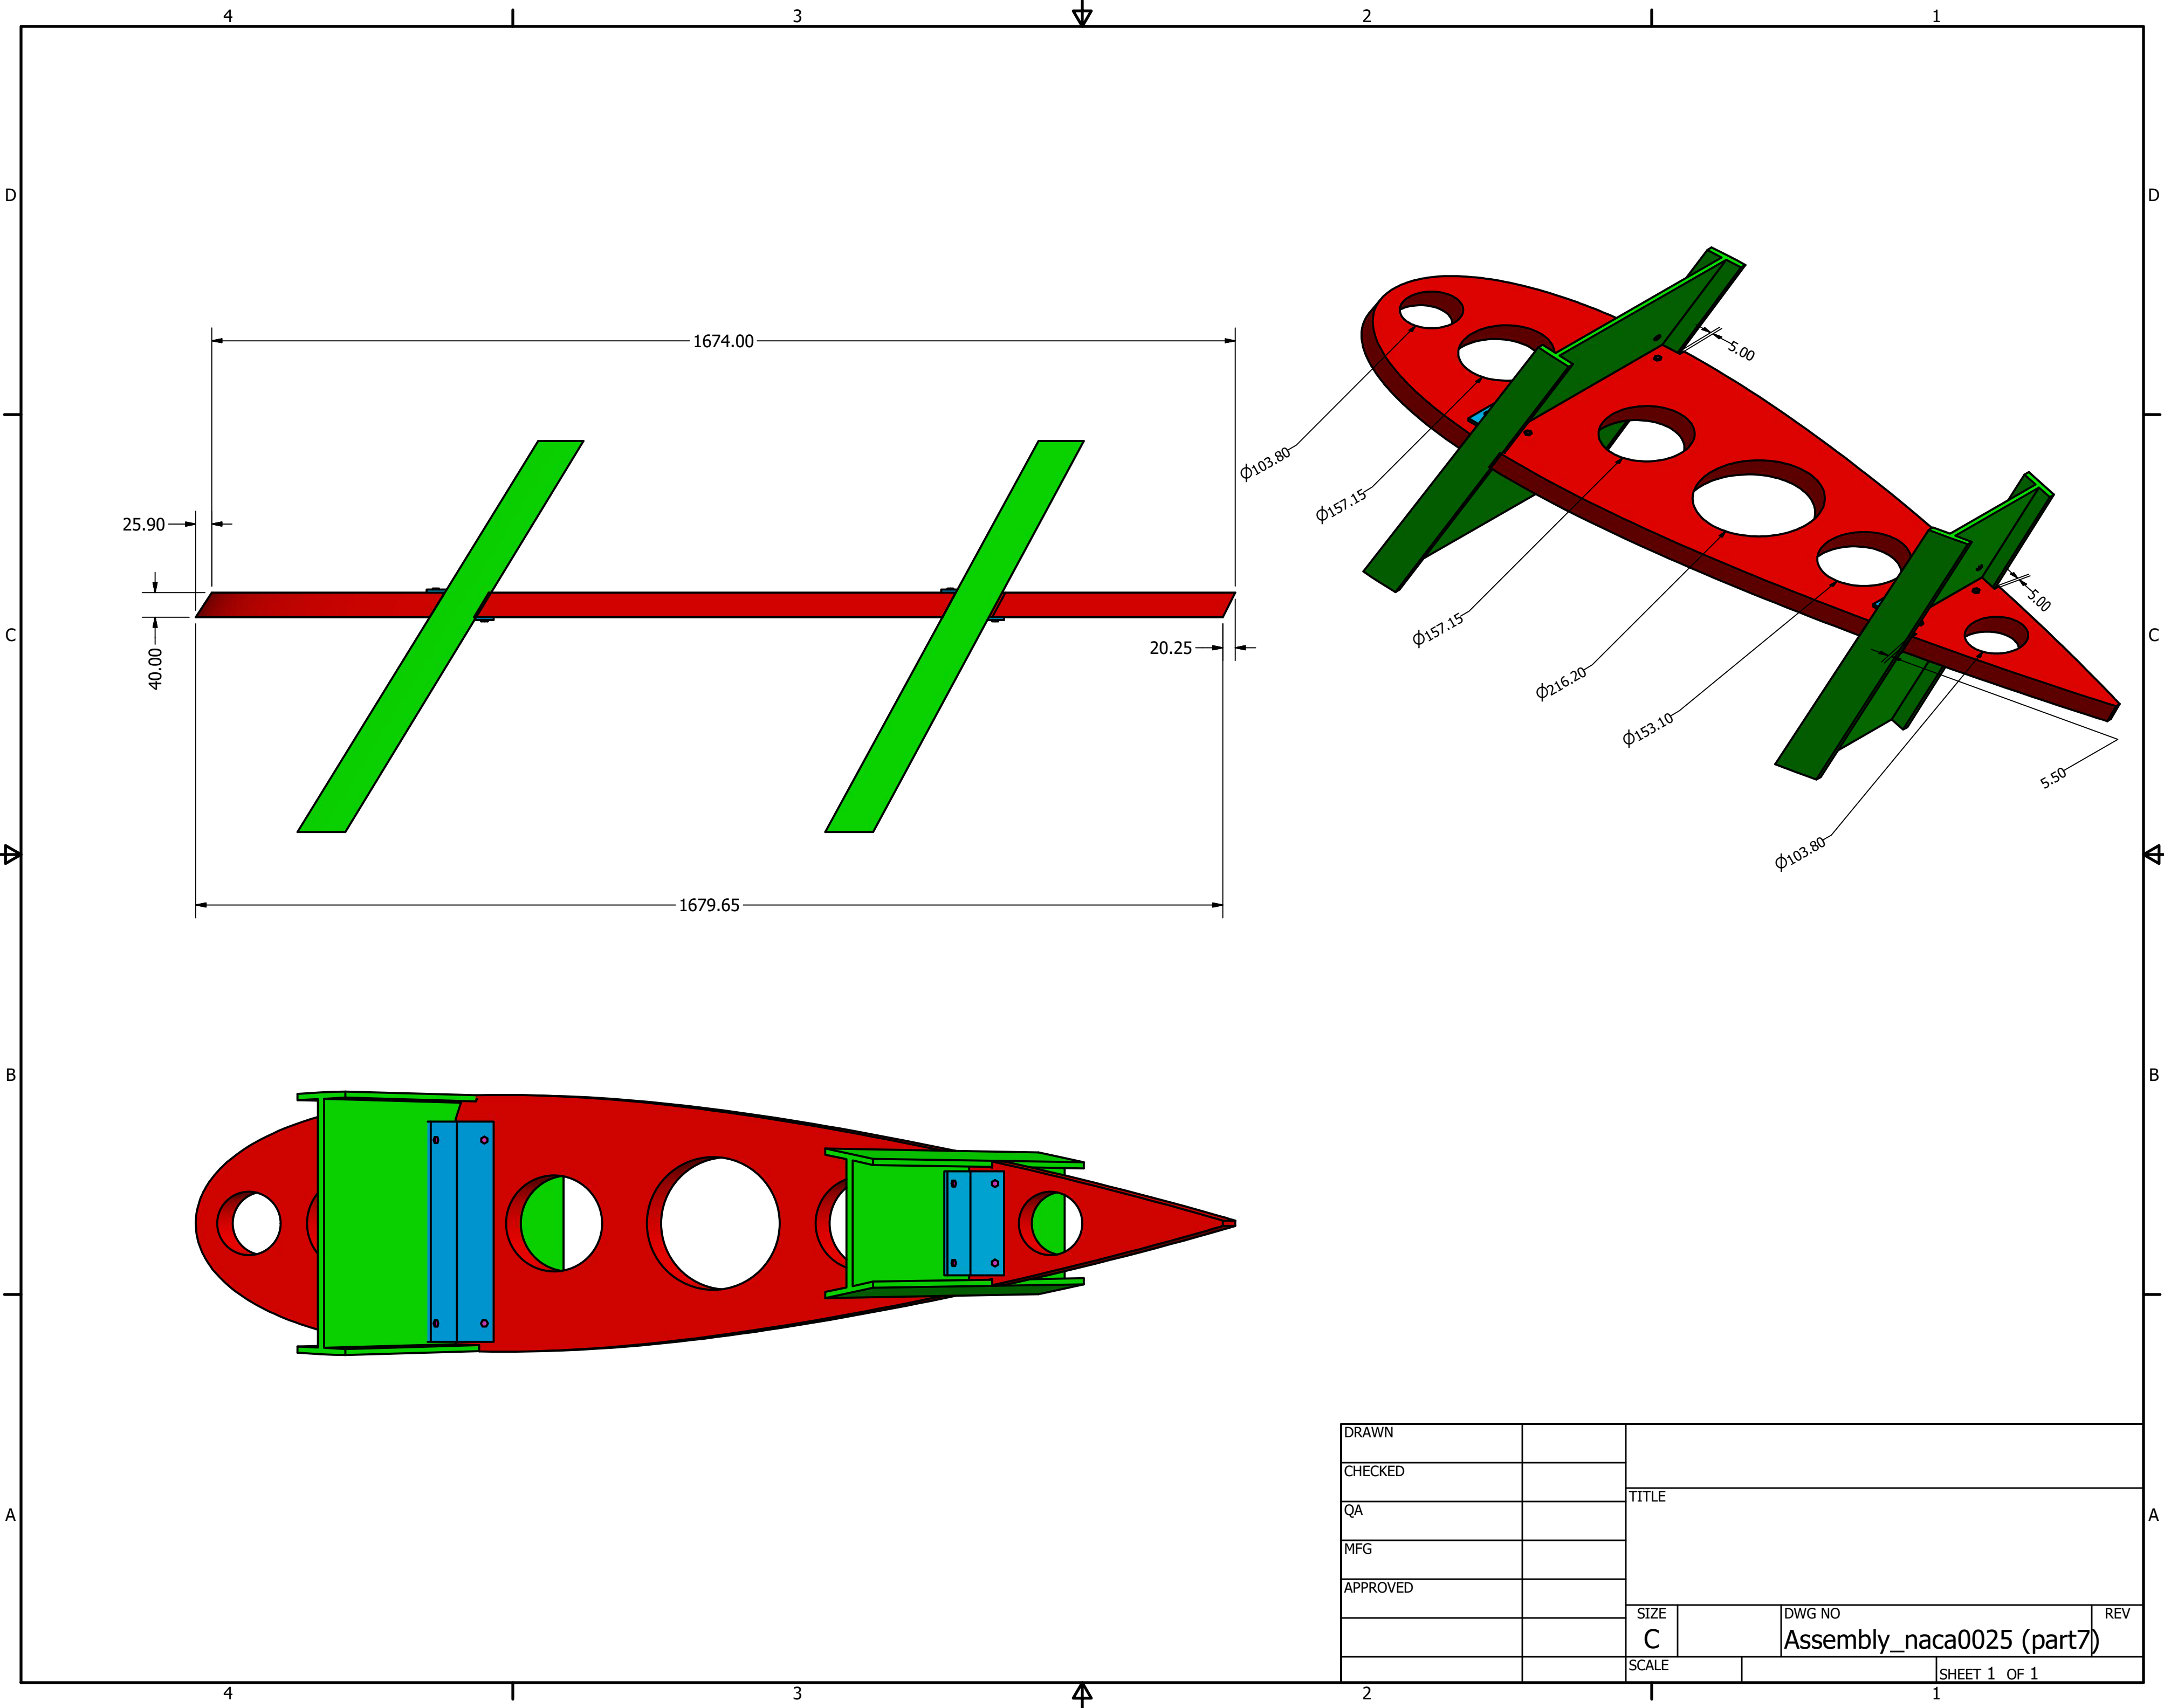 4 3 2 1
D D
1674.00
5.00
Ø103.80
Ø157.15
25.90
5.00
C C
Ø157.15
20.25
40.00
Ø216.20
Ø153.10
5.50
Ø103.80
1679.65
B B
DRAWN
CHECKED
TITLE
QA
A A
MFG
APPROVED
SIZE DWG NO REV
C Assembly_naca0025 (part7)
SCALE
SHEET 1 OF 1
4 3 2 1